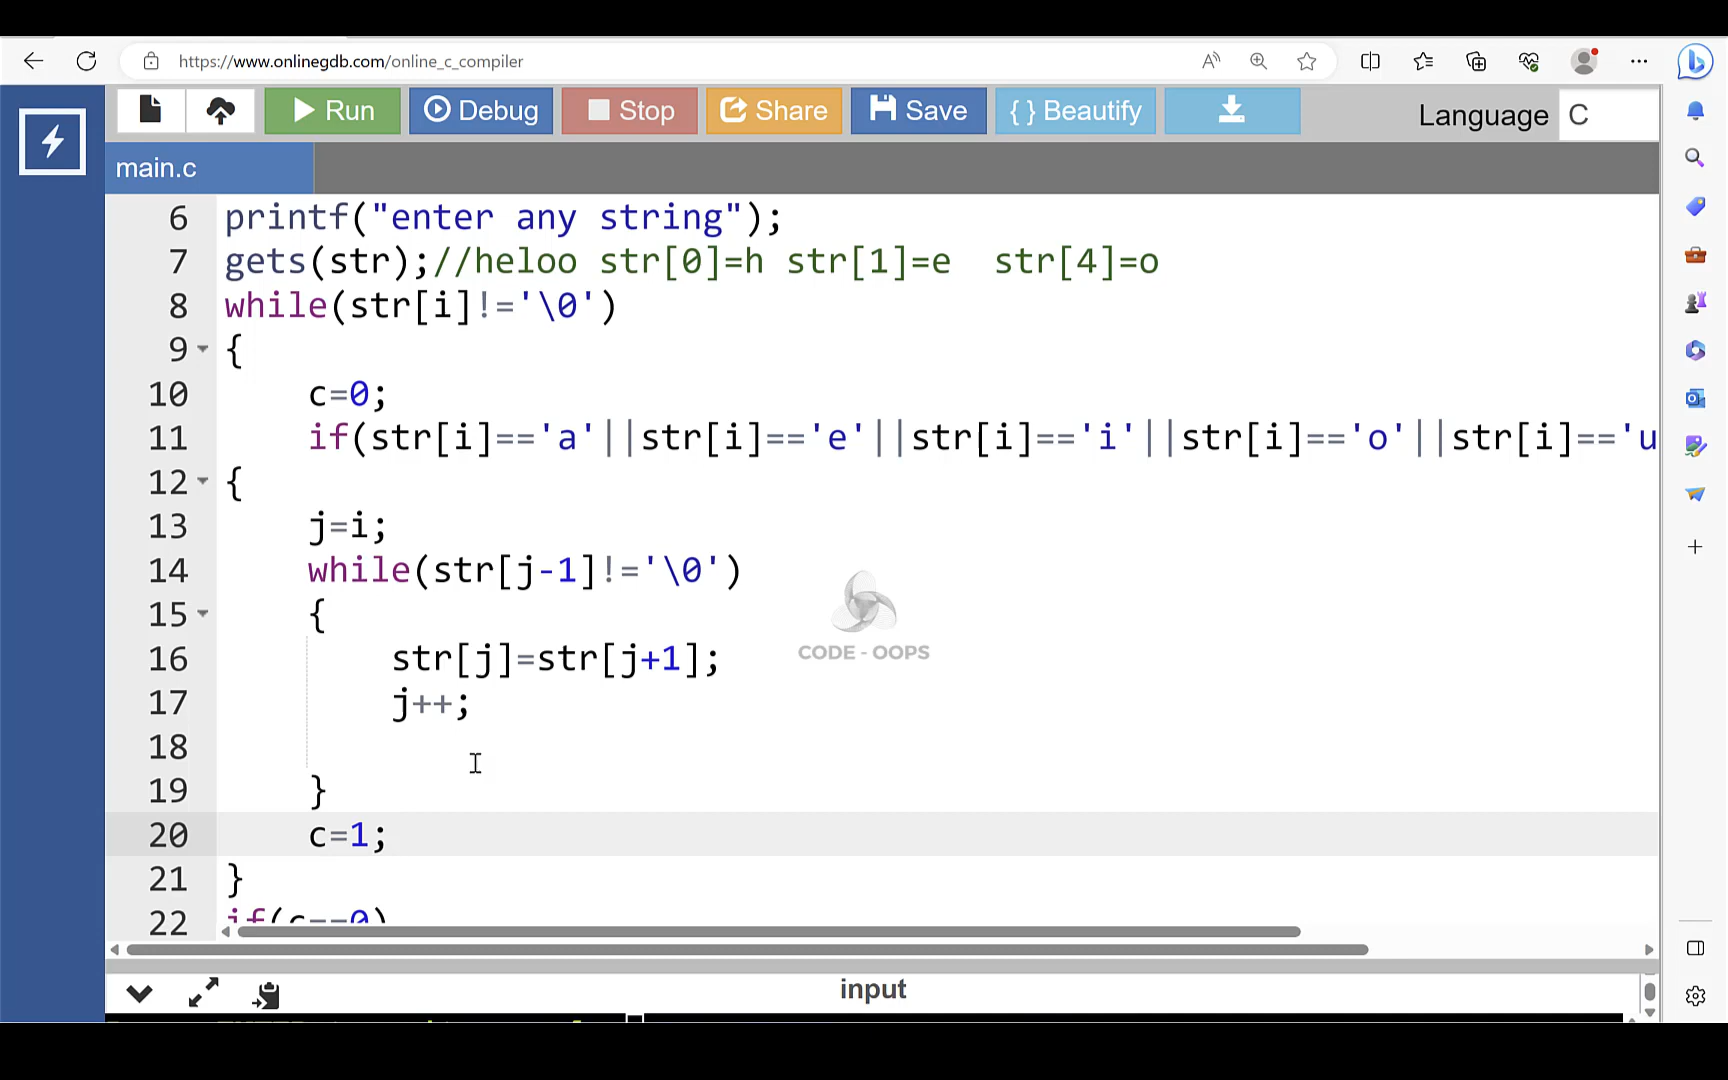 https://www.onlinegdb.com/online_c_compiler
Run Debug Stop Share Save { } Beautify Language C
main.c
6 printf("enter any string");
7 gets(str);//heloo str[0]=h str[1]=e  str[4]=o
8 while(str[i]!='\0')
9 {
10 c=0;
11 if(str[i]=='a'||str[i]=='e'||str[i]=='i'||str[i]=='o'||str[i]=='u
12 {
13 j=i;
14 while(str[j-1]!='\0')
15 {
16 str[j]=str[j+1];
17 j++;
18
19 }
20 c=1;
21 }
22 if(c==0)
CODE - OOPS
input